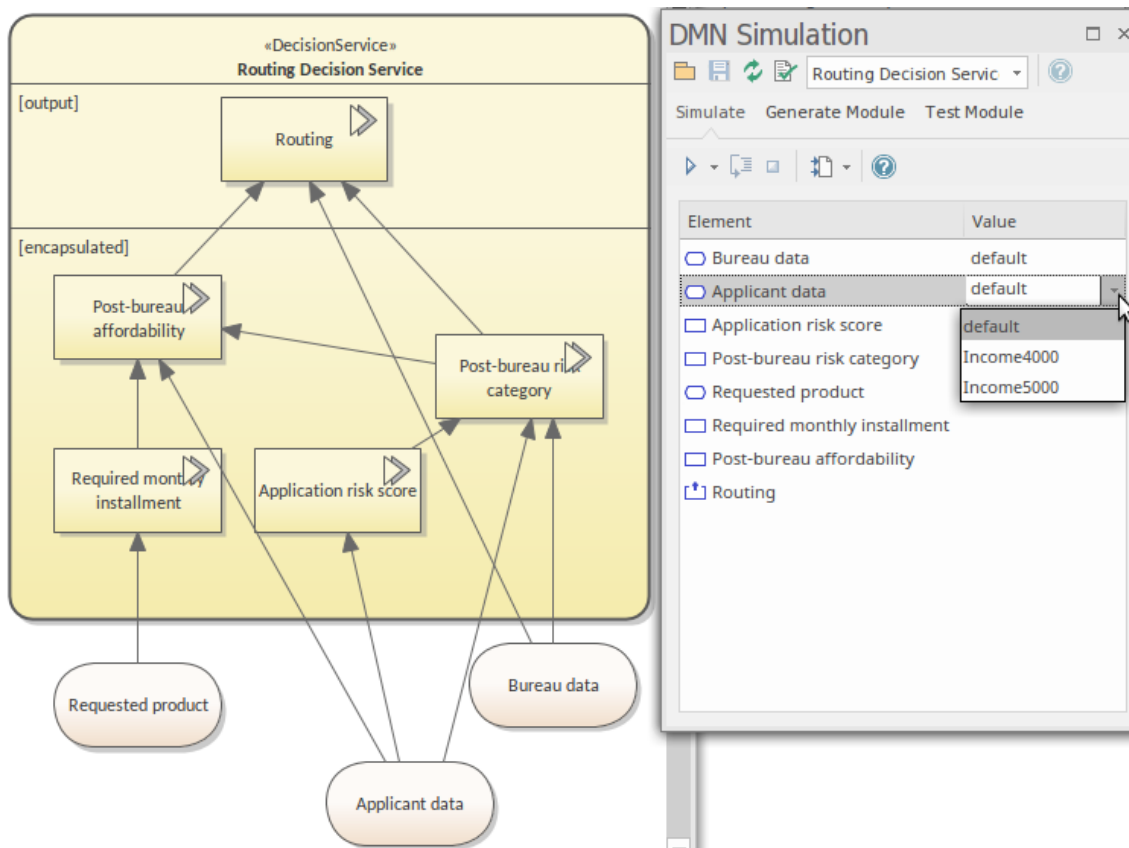 «DecisionService»
Routing Decision Service
[output]
Routing
[encapsulated]
Post-bureau
affordability
Post-bureau risk
category
Required monthly
installment
Application risk score
Requested product
Bureau data
Applicant data
DMN Simulation
Routing Decision Servic
Simulate Generate Module Test Module
Element Value
Bureau data default
Applicant data default
Application risk score default
Post-bureau risk category Income4000
Requested product Income5000
Required monthly installment
Post-bureau affordability
Routing